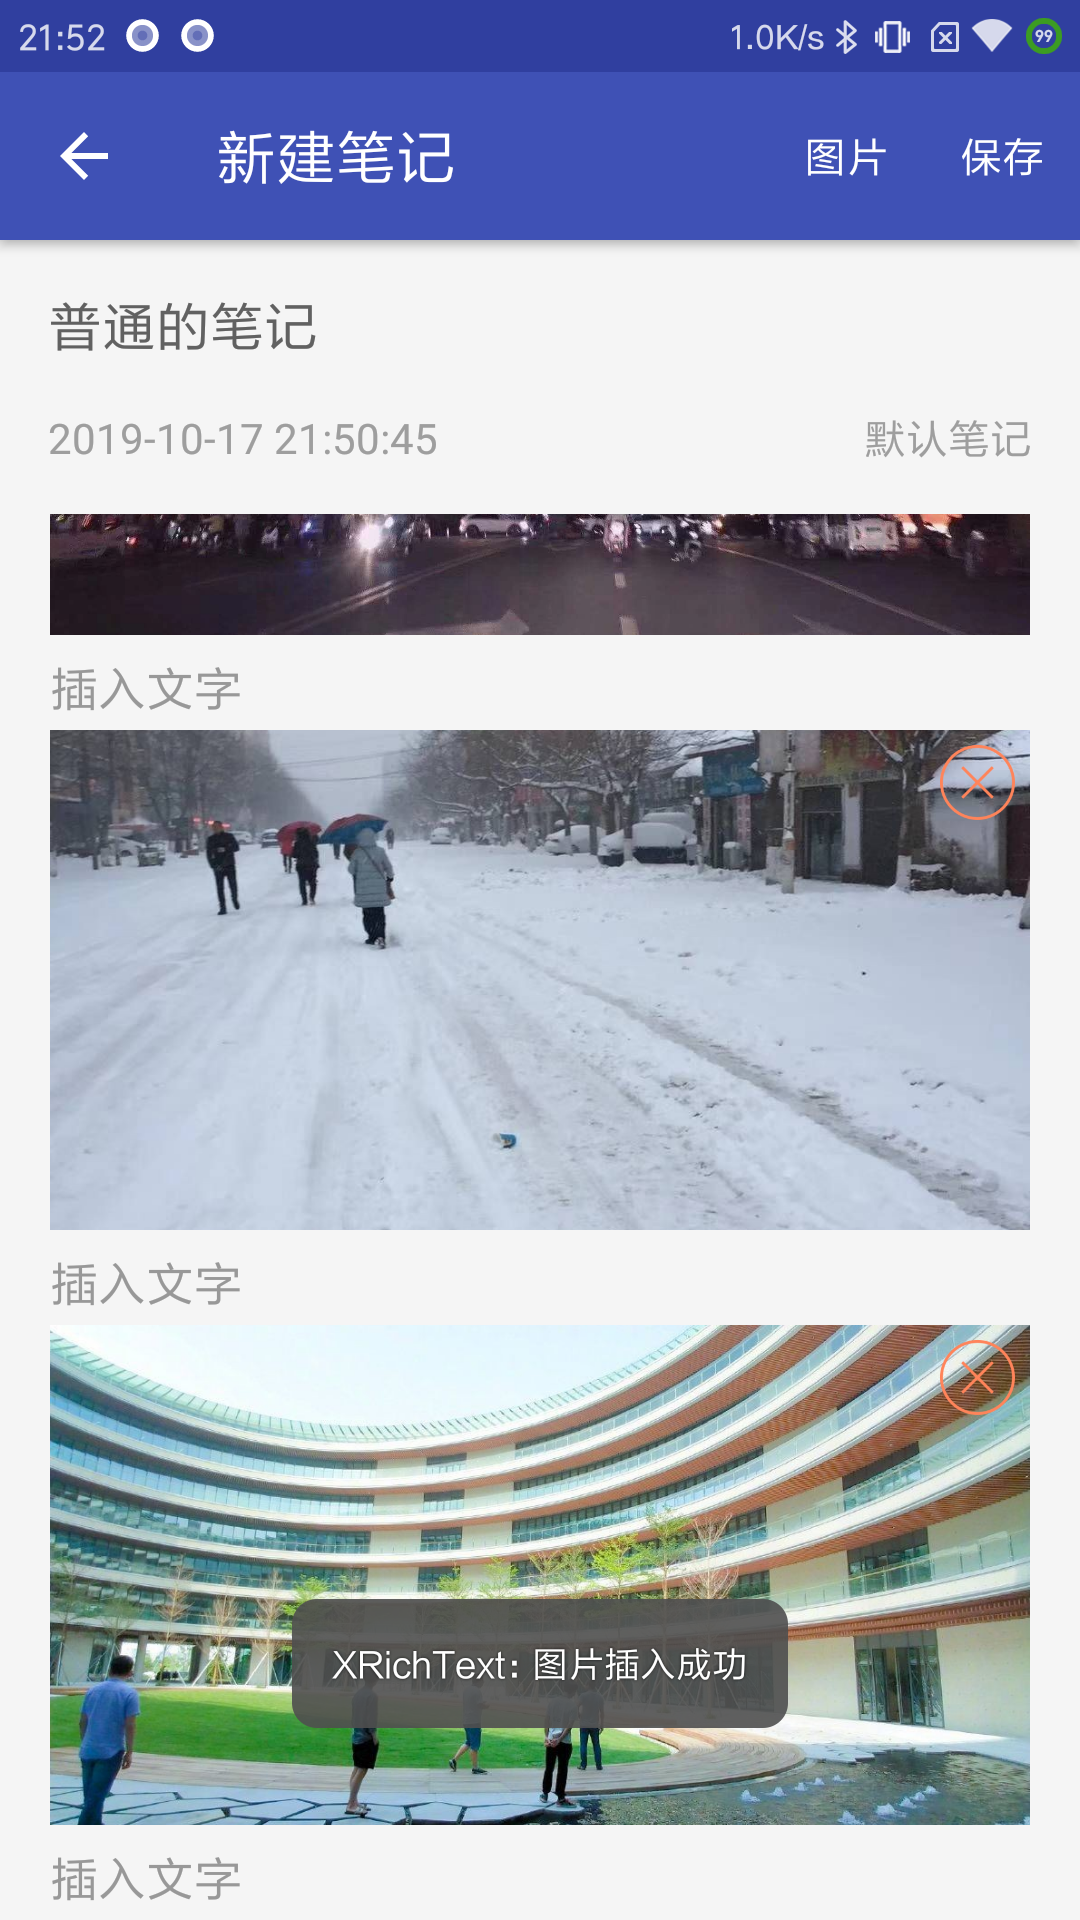 21:52 1.0K/s 99
新建笔记 图片 保存
普通的笔记
2019-10-17 21:50:45 默认笔记
插入文字
插入文字
XRichText: 图片插入成功
插入文字